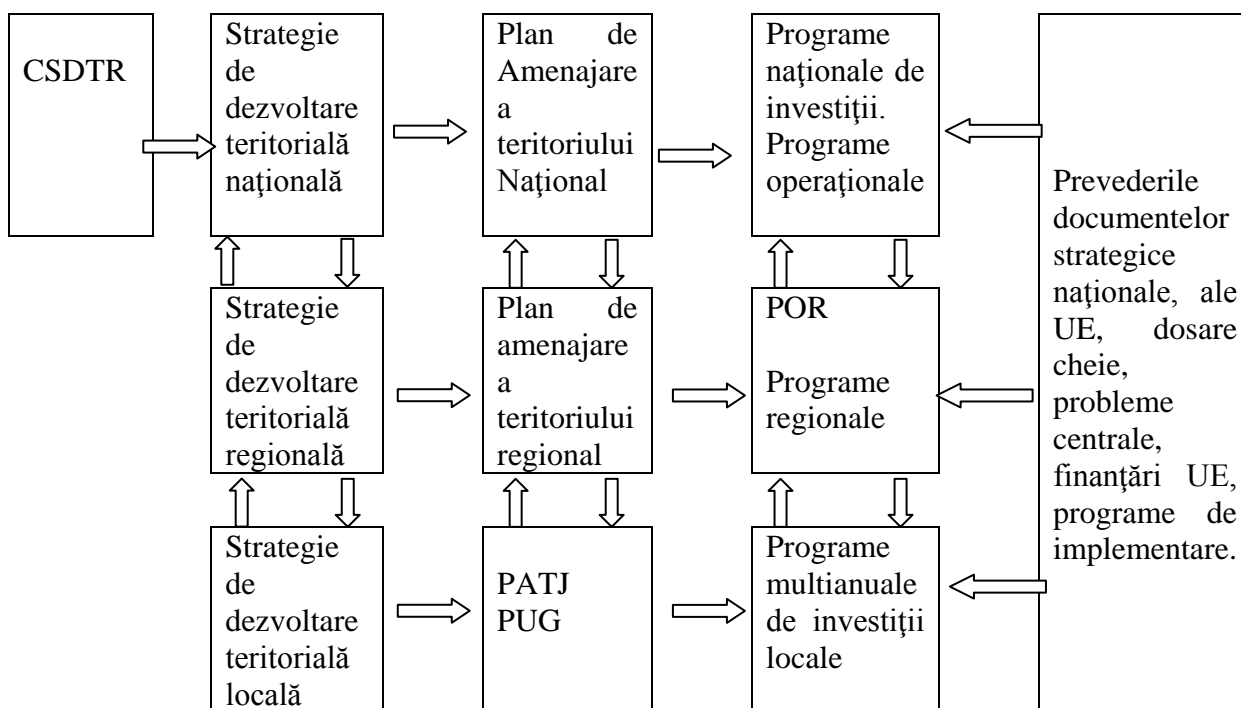 CSDTR
Strategie
de
dezvoltare
teritorială
naţională
Plan de
Amenajare
a
teritoriului
Naţional
Programe
naţionale de
investiţii.
Programe
operaţionale
Strategie
de
dezvoltare
teritorială
regională
Plan de
amenajare
a
teritoriului
regional
POR
Programe
regionale
Strategie
de
dezvoltare
teritorială
locală
PATJ
PUG
Programe
multianuale
de investiţii
locale
Prevederile
documentelor
strategice
naţionale, ale
UE, dosare
cheie,
probleme
centrale,
finanţări UE,
programe de
implementare.